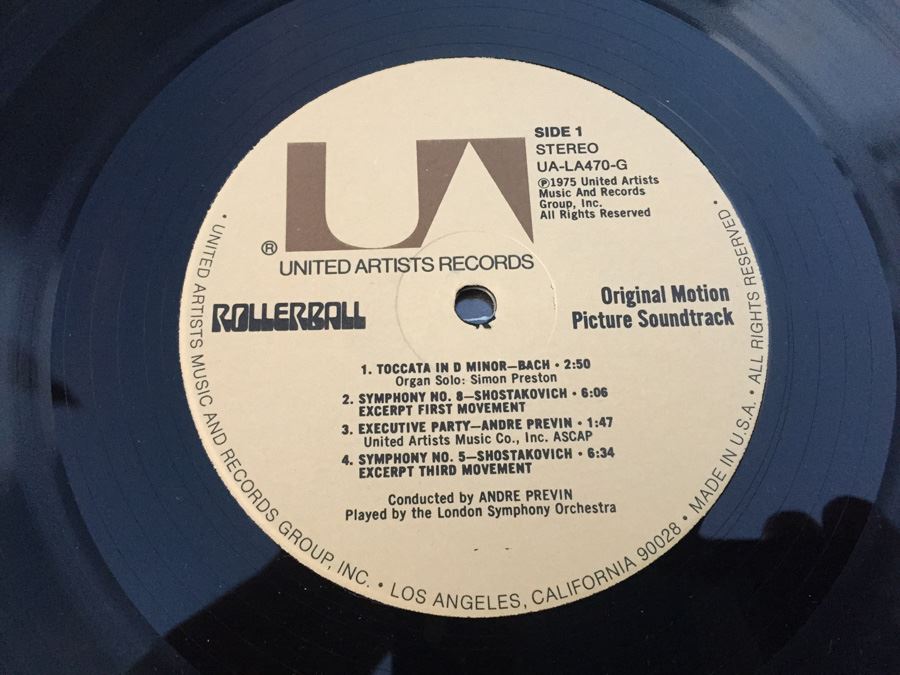 UA
®
UNITED ARTISTS RECORDS
SIDE 1
STEREO
UA-LA470-G
Ⓟ1975 United Artists
Music And Records
Group, Inc.
All Rights Reserved
ROLLERBALL
Original Motion
Picture Soundtrack
1. TOCCATA IN D MINOR—BACH • 2:50
Organ Solo: Simon Preston
2. SYMPHONY NO. 8—SHOSTAKOVICH • 6:06
EXCERPT FIRST MOVEMENT
3. EXECUTIVE PARTY—ANDRE PREVIN • 1:47
United Artists Music Co., Inc. ASCAP
4. SYMPHONY NO. 5—SHOSTAKOVICH • 6:34
EXCERPT THIRD MOVEMENT
Conducted by ANDRE PREVIN
Played by the London Symphony Orchestra
• UNITED ARTISTS MUSIC AND RECORDS GROUP, INC. • LOS ANGELES, CALIFORNIA 90028 • MADE IN U.S.A. • ALL RIGHTS RESERVED •